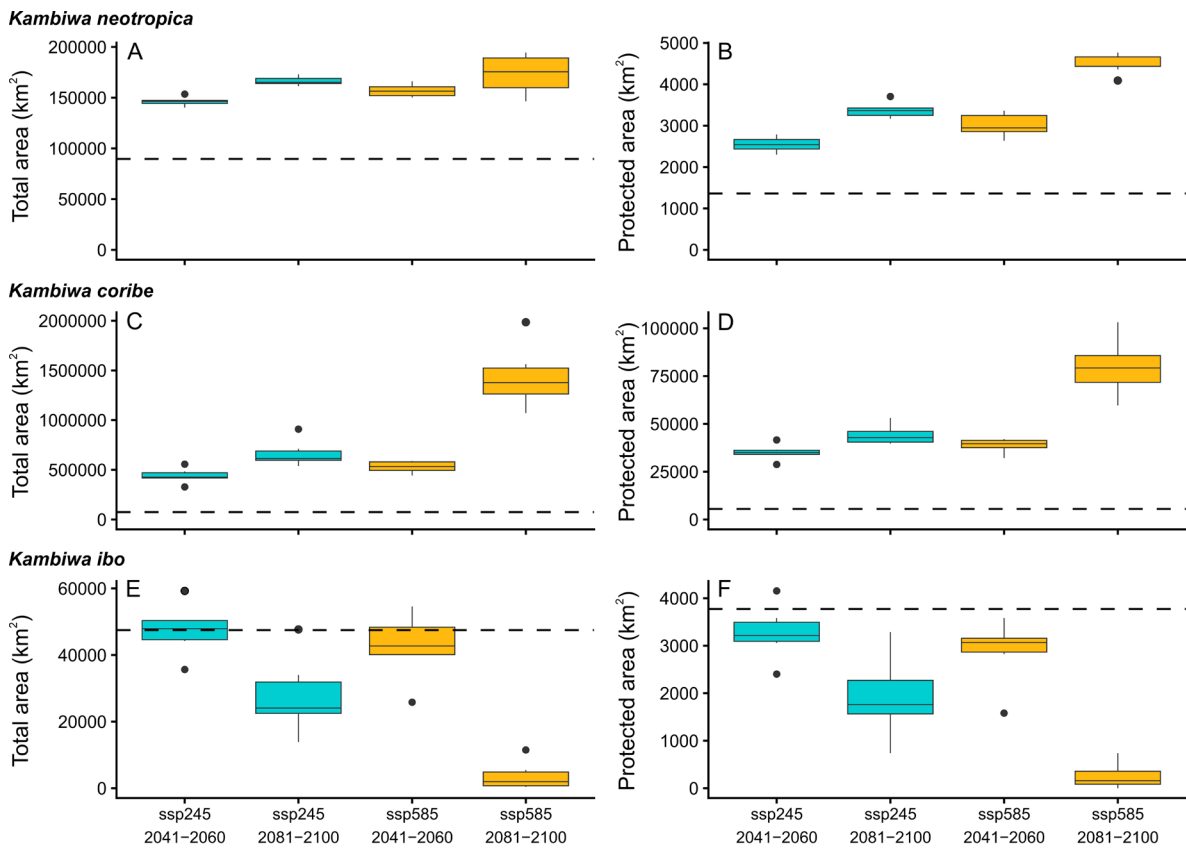 Kambiwa neotropica
A
B
Total area (km²)
200000
150000
100000
50000
0
Protected area (km²)
5000
4000
3000
2000
1000
0
Kambiwa coribe
C
D
Total area (km²)
2000000
1500000
1000000
500000
0
Protected area (km²)
100000
75000
50000
25000
0
Kambiwa ibo
E
F
Total area (km²)
60000
40000
20000
0
Protected area (km²)
4000
3000
2000
1000
0
ssp245 ssp245 ssp585 ssp585
2041−2060 2081−2100 2041−2060 2081−2100
ssp245 ssp245 ssp585 ssp585
2041−2060 2081−2100 2041−2060 2081−2100